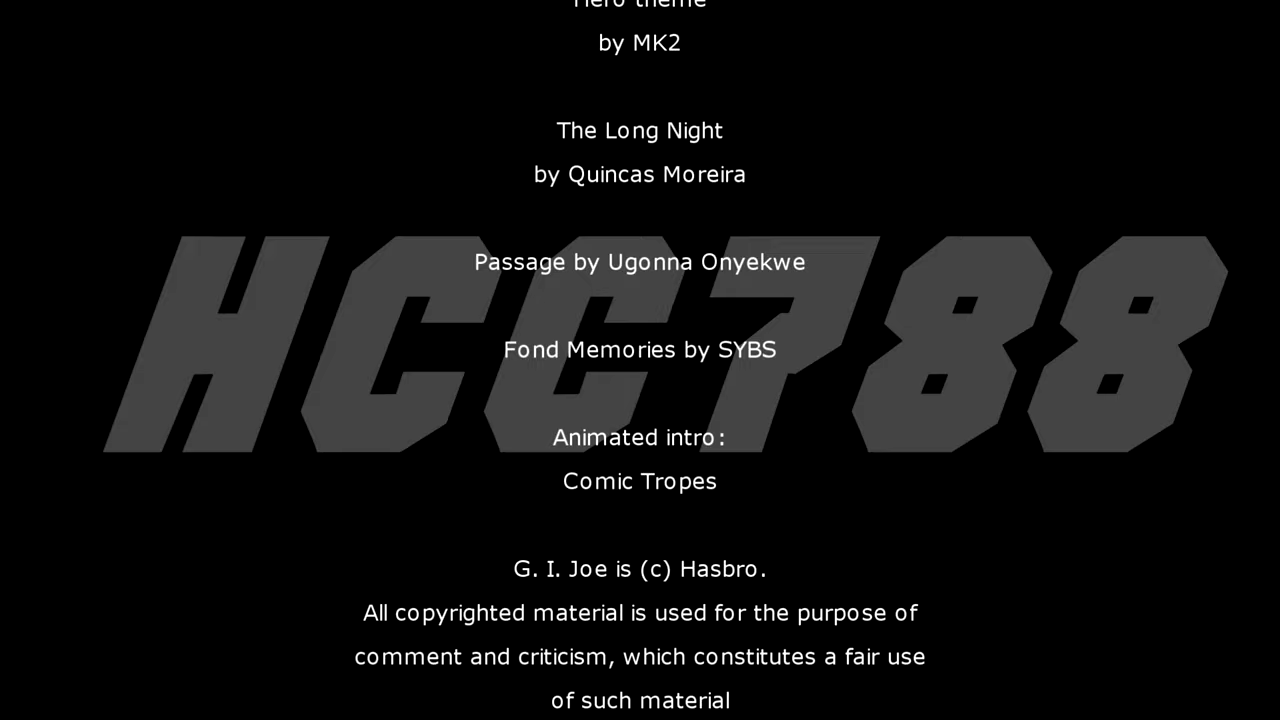 Hero theme
by MK2
The Long Night
by Quincas Moreira
HCC788
Passage by Ugonna Onyekwe
Fond Memories by SYBS
Animated intro:
Comic Tropes
G. I. Joe is (c) Hasbro.
All copyrighted material is used for the purpose of
comment and criticism, which constitutes a fair use
of such material